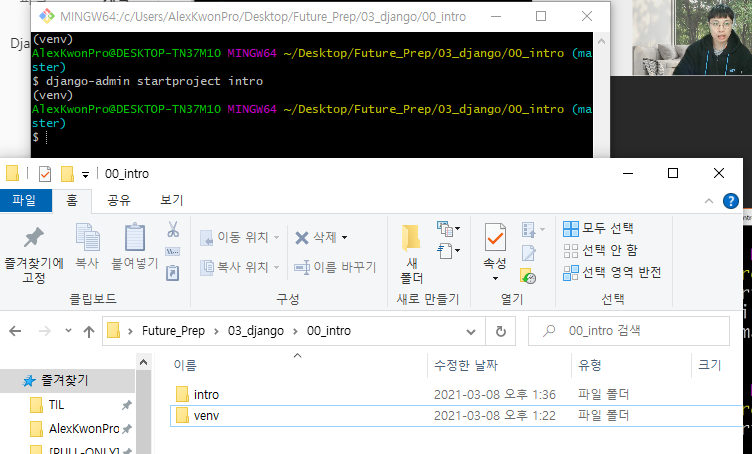 MINGW64:/c/Users/AlexKwonPro/Desktop/Future_Prep/03_django/00_intro
(venv)
AlexKwonPro@DESKTOP-TN37M1O MINGW64 ~/Desktop/Future_Prep/03_django/00_intro (ma
ster)
$ django-admin startproject intro
(venv)
AlexKwonPro@DESKTOP-TN37M1O MINGW64 ~/Desktop/Future_Prep/03_django/00_intro (ma
ster)
$
00_intro
파일 홈 공유 보기
즐겨찾기에 고정
복사
붙여넣기
이동 위치
복사 위치
삭제
이름 바꾸기
새 폴더
속성
모두 선택
선택 안 함
선택 영역 반전
클립보드 구성 새로 만들기 열기 선택
Future_Prep 03_django 00_intro
00_intro 검색
이름 수정한 날짜 유형 크기
즐겨찾기
TIL
AlexKwonPro
[PULL-ONLY]
intro 2021-03-08 오후 1:36 파일 폴더
venv 2021-03-08 오후 1:22 파일 폴더